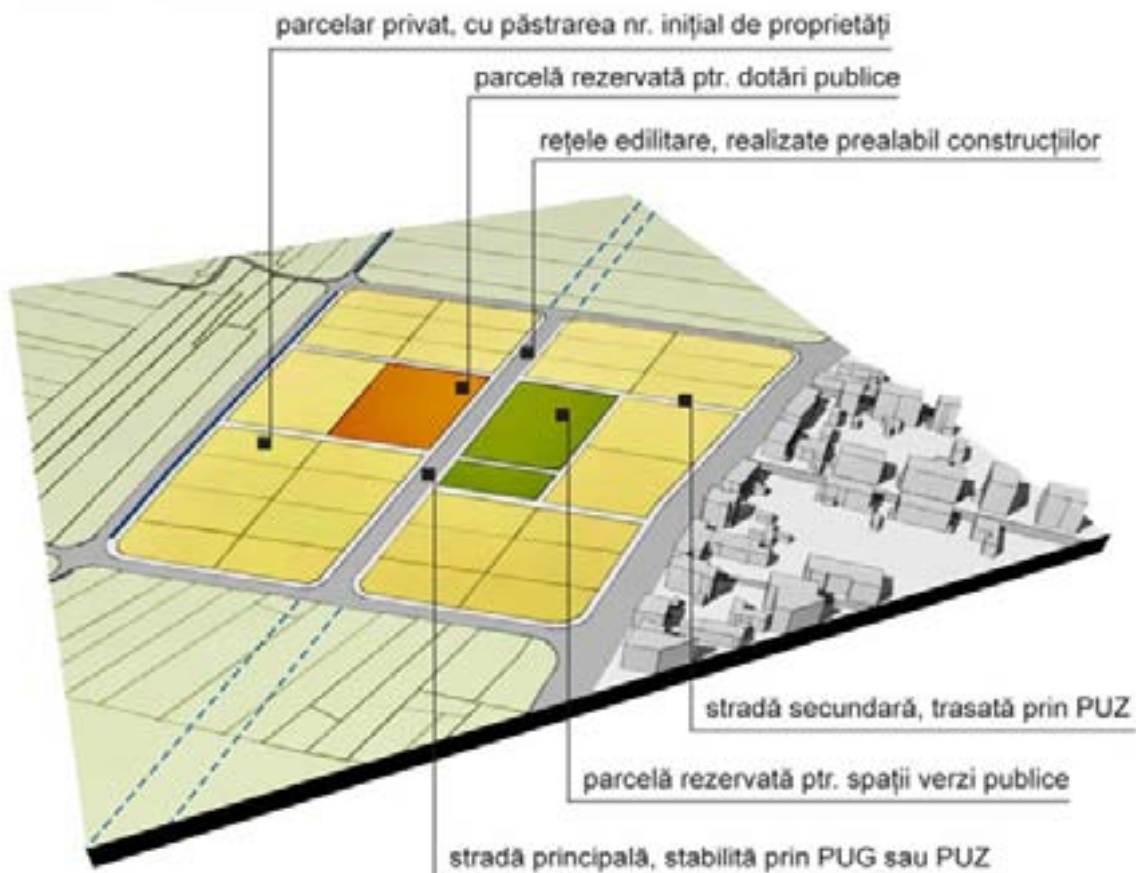 parcelar privat, cu păstrarea nr. inițial de proprietăți
parcelă rezervată ptr. dotări publice
rețele edilitare, realizate prealabil construcțiilor
stradă secundară, trasată prin PUZ
parcelă rezervată ptr. spații verzi publice
stradă principală, stabilită prin PUG sau PUZ